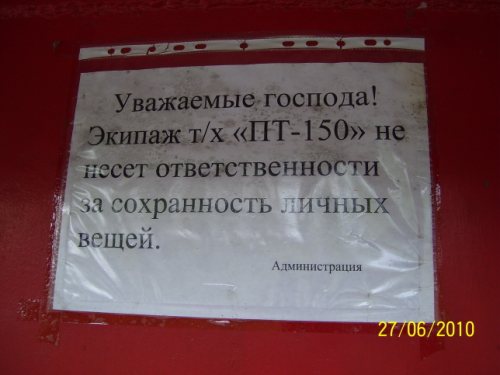 Уважаемые господа!
Экипаж т/х «ПТ-150» не
несет ответственности
за сохранность личных
вещей.
Администрация
27/06/2010